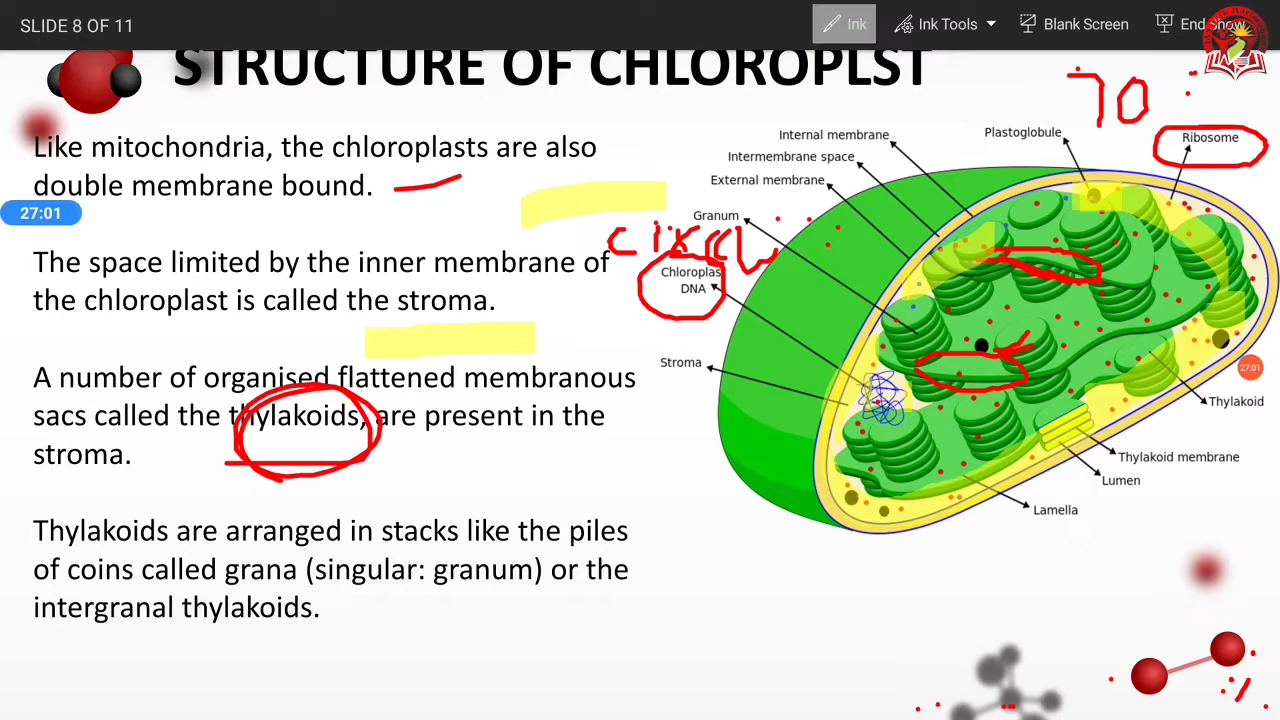 SLIDE 8 OF 11
Ink
Ink Tools
Blank Screen
End Show
STRUCTURE OF CHLOROPLST
Like mitochondria, the chloroplasts are also
double membrane bound.
27:01
The space limited by the inner membrane of
the chloroplast is called the stroma.
A number of organised flattened membranous
sacs called the thylakoids, are present in the
stroma.
Thylakoids are arranged in stacks like the piles
of coins called grana (singular: granum) or the
intergranal thylakoids.
70
Internal membrane
Intermembrane space
External membrane
Granum
Chloroplas
DNA
Stroma
Plastoglobule
Ribosome
27:01
Thylakoid
Thylakoid membrane
Lumen
Lamella